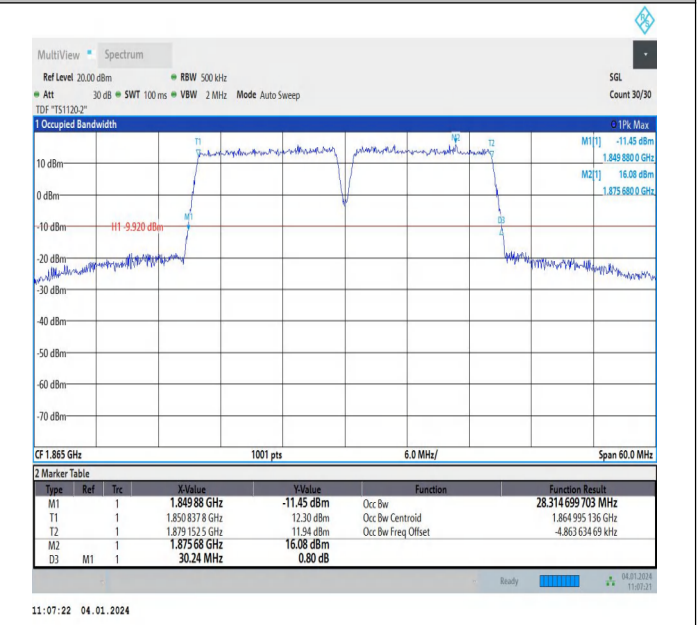 R S
MultiView Spectrum
Ref Level 20.00 dBm RBW 500 kHz SGL
Att 30 dB SWT 100 ms VBW 2 MHz Mode Auto Sweep Count 30/30
TDF "TS1120-2"
1 Occupied Bandwidth 1Pk Max
M1[1] -11.45 dBm
1.849 880 0 GHz
M2[1] 16.08 dBm
1.875 680 0 GHz
T1
M2
T2
10 dBm
0 dBm
M1
D3
-10 dBm H1 -9.920 dBm
-20 dBm
-30 dBm
-40 dBm
-50 dBm
-60 dBm
-70 dBm
CF 1.865 GHz 1001 pts 6.0 MHz/ Span 60.0 MHz
2 Marker Table
Type Ref Trc X-Value Y-Value Function Function Result
M1 1 1.849 88 GHz -11.45 dBm Occ Bw 28.314 699 703 MHz
T1 1 1.850 837 8 GHz 12.30 dBm Occ Bw Centroid 1.864 995 136 GHz
T2 1 1.879 152 5 GHz 11.94 dBm Occ Bw Freq Offset -4.863 634 69 kHz
M2 1 1.875 68 GHz 16.08 dBm
D3 M1 1 30.24 MHz 0.80 dB
Ready 04.01.2024
11:07:21
11:07:22 04.01.2024